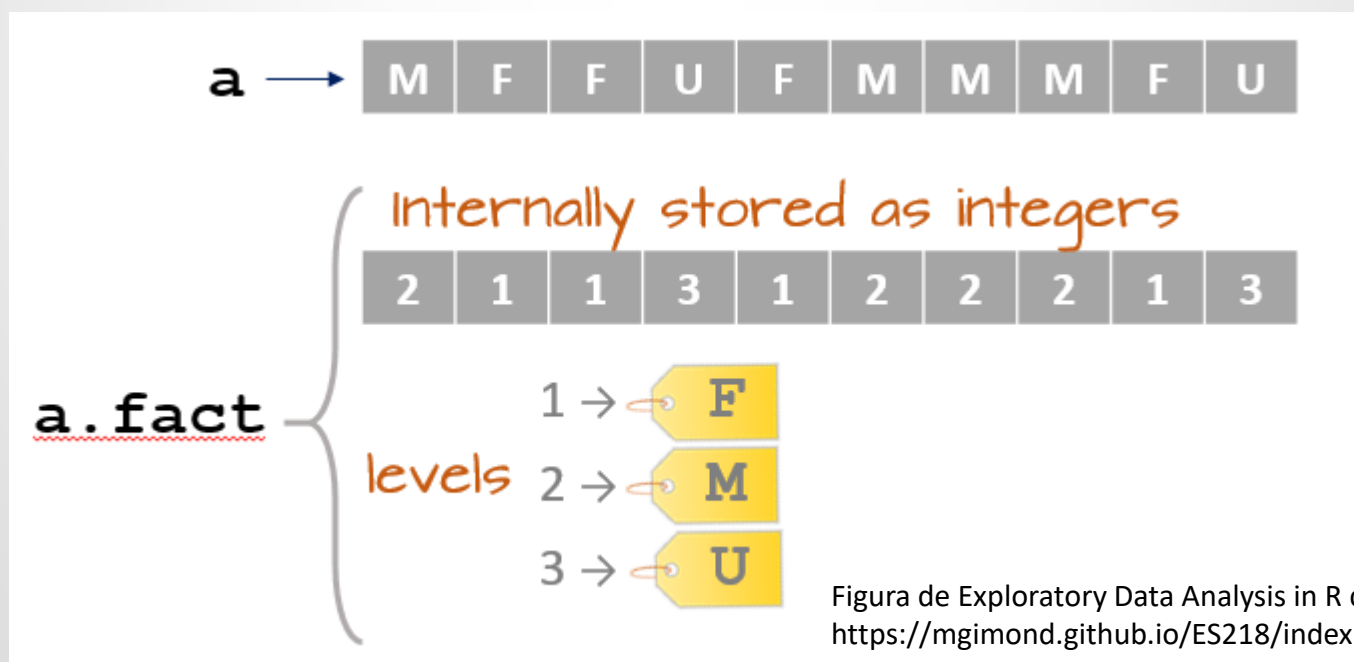 a → M F F U F M M M F U
Internally stored as integers
2 1 1 3 1 2 2 2 1 3
a.fact
levels
1 → F
2 → M
3 → U
Figura de Exploratory Data Analysis in R
https://mgimond.github.io/ES218/index